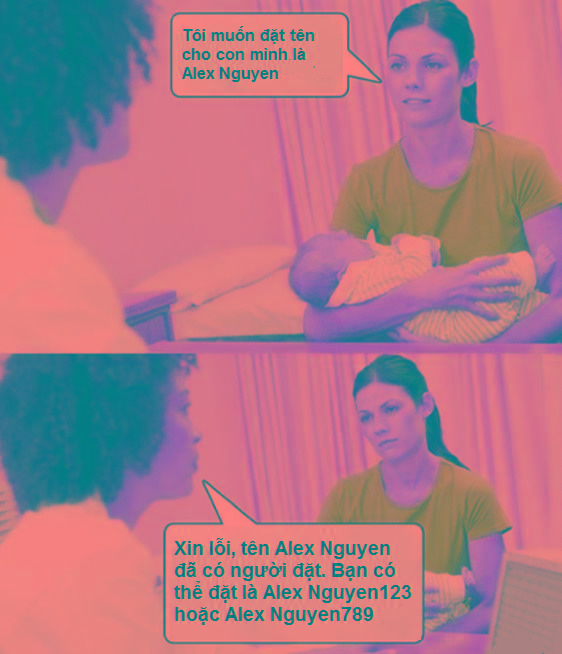 Tôi muốn đặt tên
cho con mình là
Alex Nguyen
Xin lỗi, tên Alex Nguyen
đã có người đặt. Bạn có
thể đặt là Alex Nguyen123
hoặc Alex Nguyen789